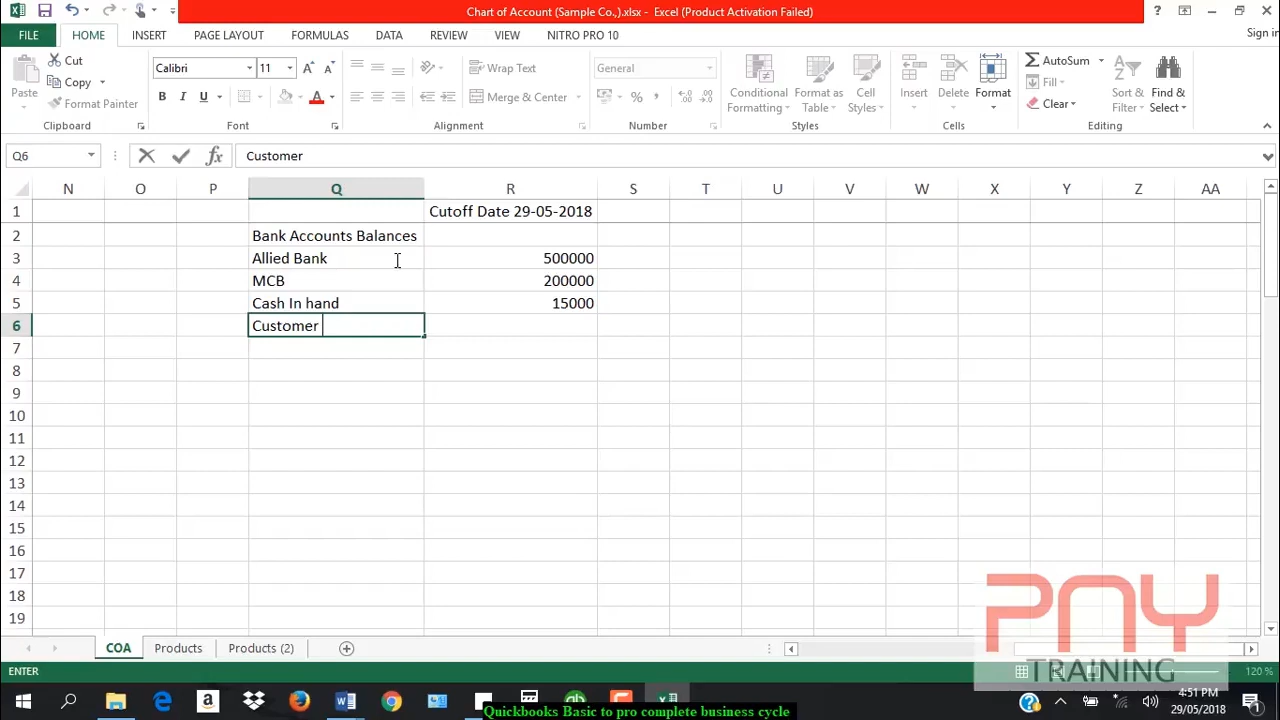 Chart of Account (Sample Co.,).xlsx - Excel (Product Activation Failed)
?
FILE HOME INSERT PAGE LAYOUT FORMULAS DATA REVIEW VIEW NITRO PRO 10 Sign in
Paste
Cut
Copy
Format Painter
Clipboard
Calibri 11
B I U
A
Font
Wrap Text
Merge & Center
Alignment
General
%
Number
Conditional Formatting
Format as Table
Cell Styles
Styles
Insert
Delete
Format
Cells
AutoSum
Fill
Clear
Sort & Filter
Find & Select
Editing
Q6 fx Customer
N O P Q R S T U V W X Y Z AA
1 Cutoff Date 29-05-2018
2 Bank Accounts Balances
3 Allied Bank 500000
4 MCB 200000
5 Cash In hand 15000
6 Customer
7
8
9
10
11
12
13
14
15
16
17
18
19
PNY
TRAINING
COA Products Products (2)
ENTER 120 %
4:51 PM
29/05/2018
Quickbooks Basic to pro complete business cycle